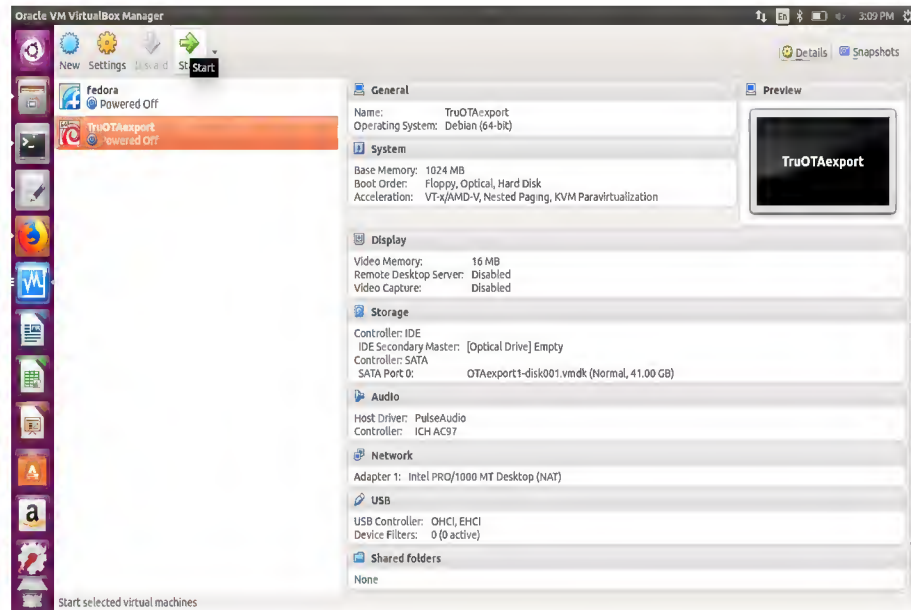 Oracle VM VirtualBox Manager
En
3:09 PM
New
Settings
Start
Details
Snapshots
fedora
Powered Off
TruOTAexport
Powered Off
General
Name: TruOTAexport
Operating System: Debian (64-bit)
System
Base Memory: 1024 MB
Boot Order: Floppy, Optical, Hard Disk
Acceleration: VT-x/AMD-V, Nested Paging, KVM Paravirtualization
Preview
TruOTAexport
Display
Video Memory: 16 MB
Remote Desktop Server: Disabled
Video Capture: Disabled
Storage
Controller: IDE
IDE Secondary Master: [Optical Drive] Empty
Controller: SATA
SATA Port 0: OTAexport1-disk001.vmdk (Normal, 41.00 GB)
Audio
Host Driver: PulseAudio
Controller: ICH AC97
Network
Adapter 1: Intel PRO/1000 MT Desktop (NAT)
USB
USB Controller: OHCI, EHCI
Device Filters: 0 (0 active)
Shared folders
None
Start selected virtual machines